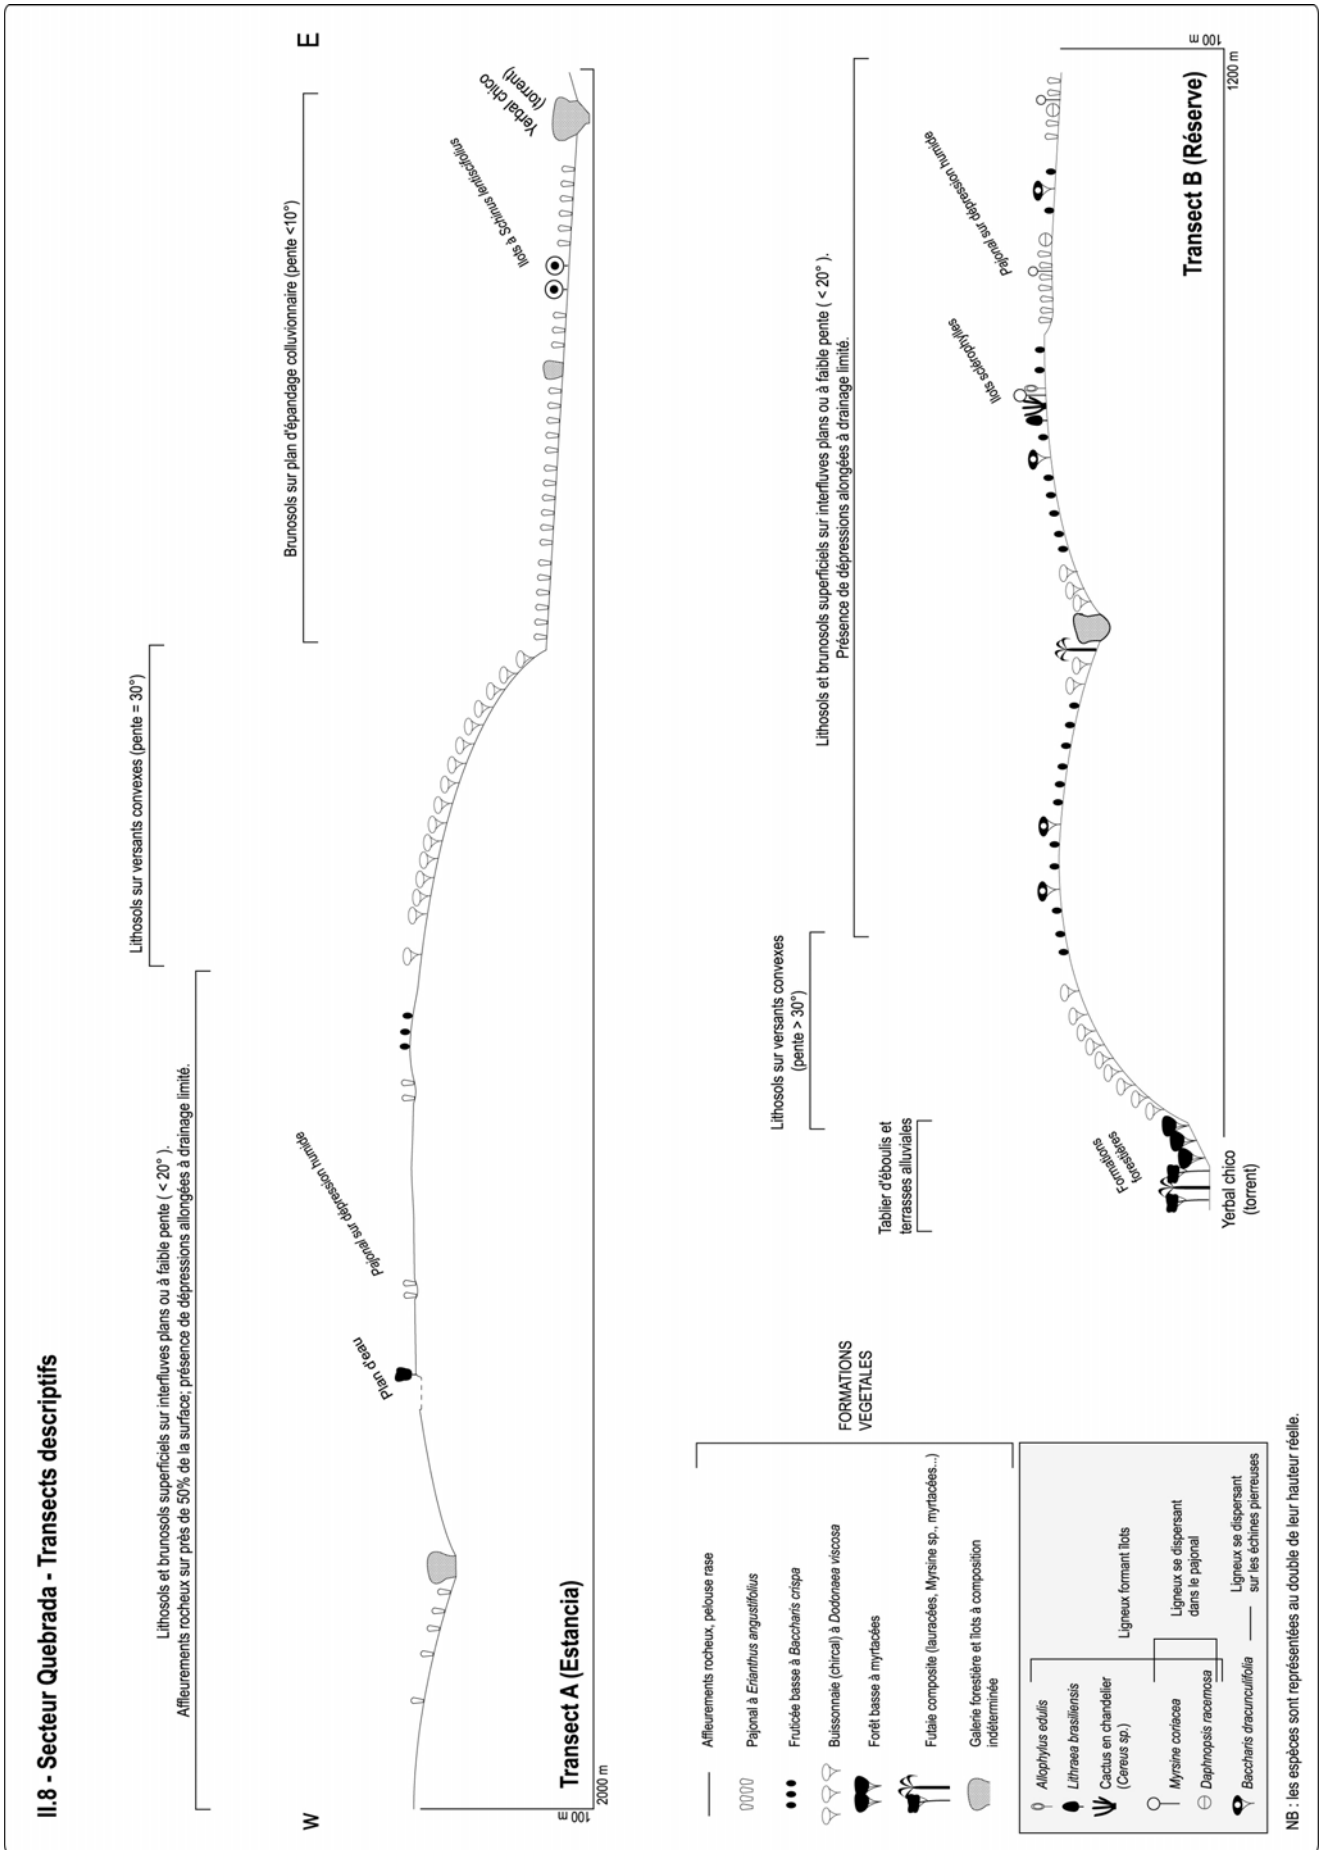 II.8 - Secteur Quebrada - Transects descriptifs
Lithosols et brunosols superficiels sur interfluves plans ou à faible pente ( < 20° ).
Affleurements rocheux sur près de 50% de la surface; présence de dépressions allongées à drainage limité.
Lithosols sur versants convexes (pente = 30°)
Brunosols sur plan d'épandage colluvionnaire (pente <10°)
W
E
Plan d'eau
Pajonal sur dépression humide
Ilots à Schinus lentiscifolius
Yerbal chico
(torrent)
Transect A (Estancia)
100 m
2000 m
Tablier d'éboulis et
terrasses alluviales
Lithosols sur versants convexes
(pente > 30°)
Lithosols et brunosols superficiels sur interfluves plans ou à faible pente ( < 20° ).
Présence de dépressions alongées à drainage limité.
Formations
forestières
Ilots sclérophylles
Pajonal sur dépression humide
Yerbal chico
(torrent)
Transect B (Réserve)
100 m
1200 m
FORMATIONS
VEGETALES
Affleurements rocheux, pelouse rase
Pajonal à Erianthus angustifolius
Fruticée basse à Baccharis crispa
Buissonnaie (chircal) à Dodonaea viscosa
Forêt basse à myrtacées
Futaie composite (lauracées, Myrsine sp., myrtacées...)
Galerie forestière et îlots à composition
indéterminée
Allophylus edulis
Lithraea brasiliensis
Cactus en chandelier
(Cereus sp.)
Ligneux formant îlots
Myrsine coriacea
Daphnopsis racemosa
Ligneux se dispersant
dans le pajonal
Baccharis dracunculifolia
Ligneux se dispersant
sur les échines pierreuses
NB : les espèces sont représentées au double de leur hauteur réelle.